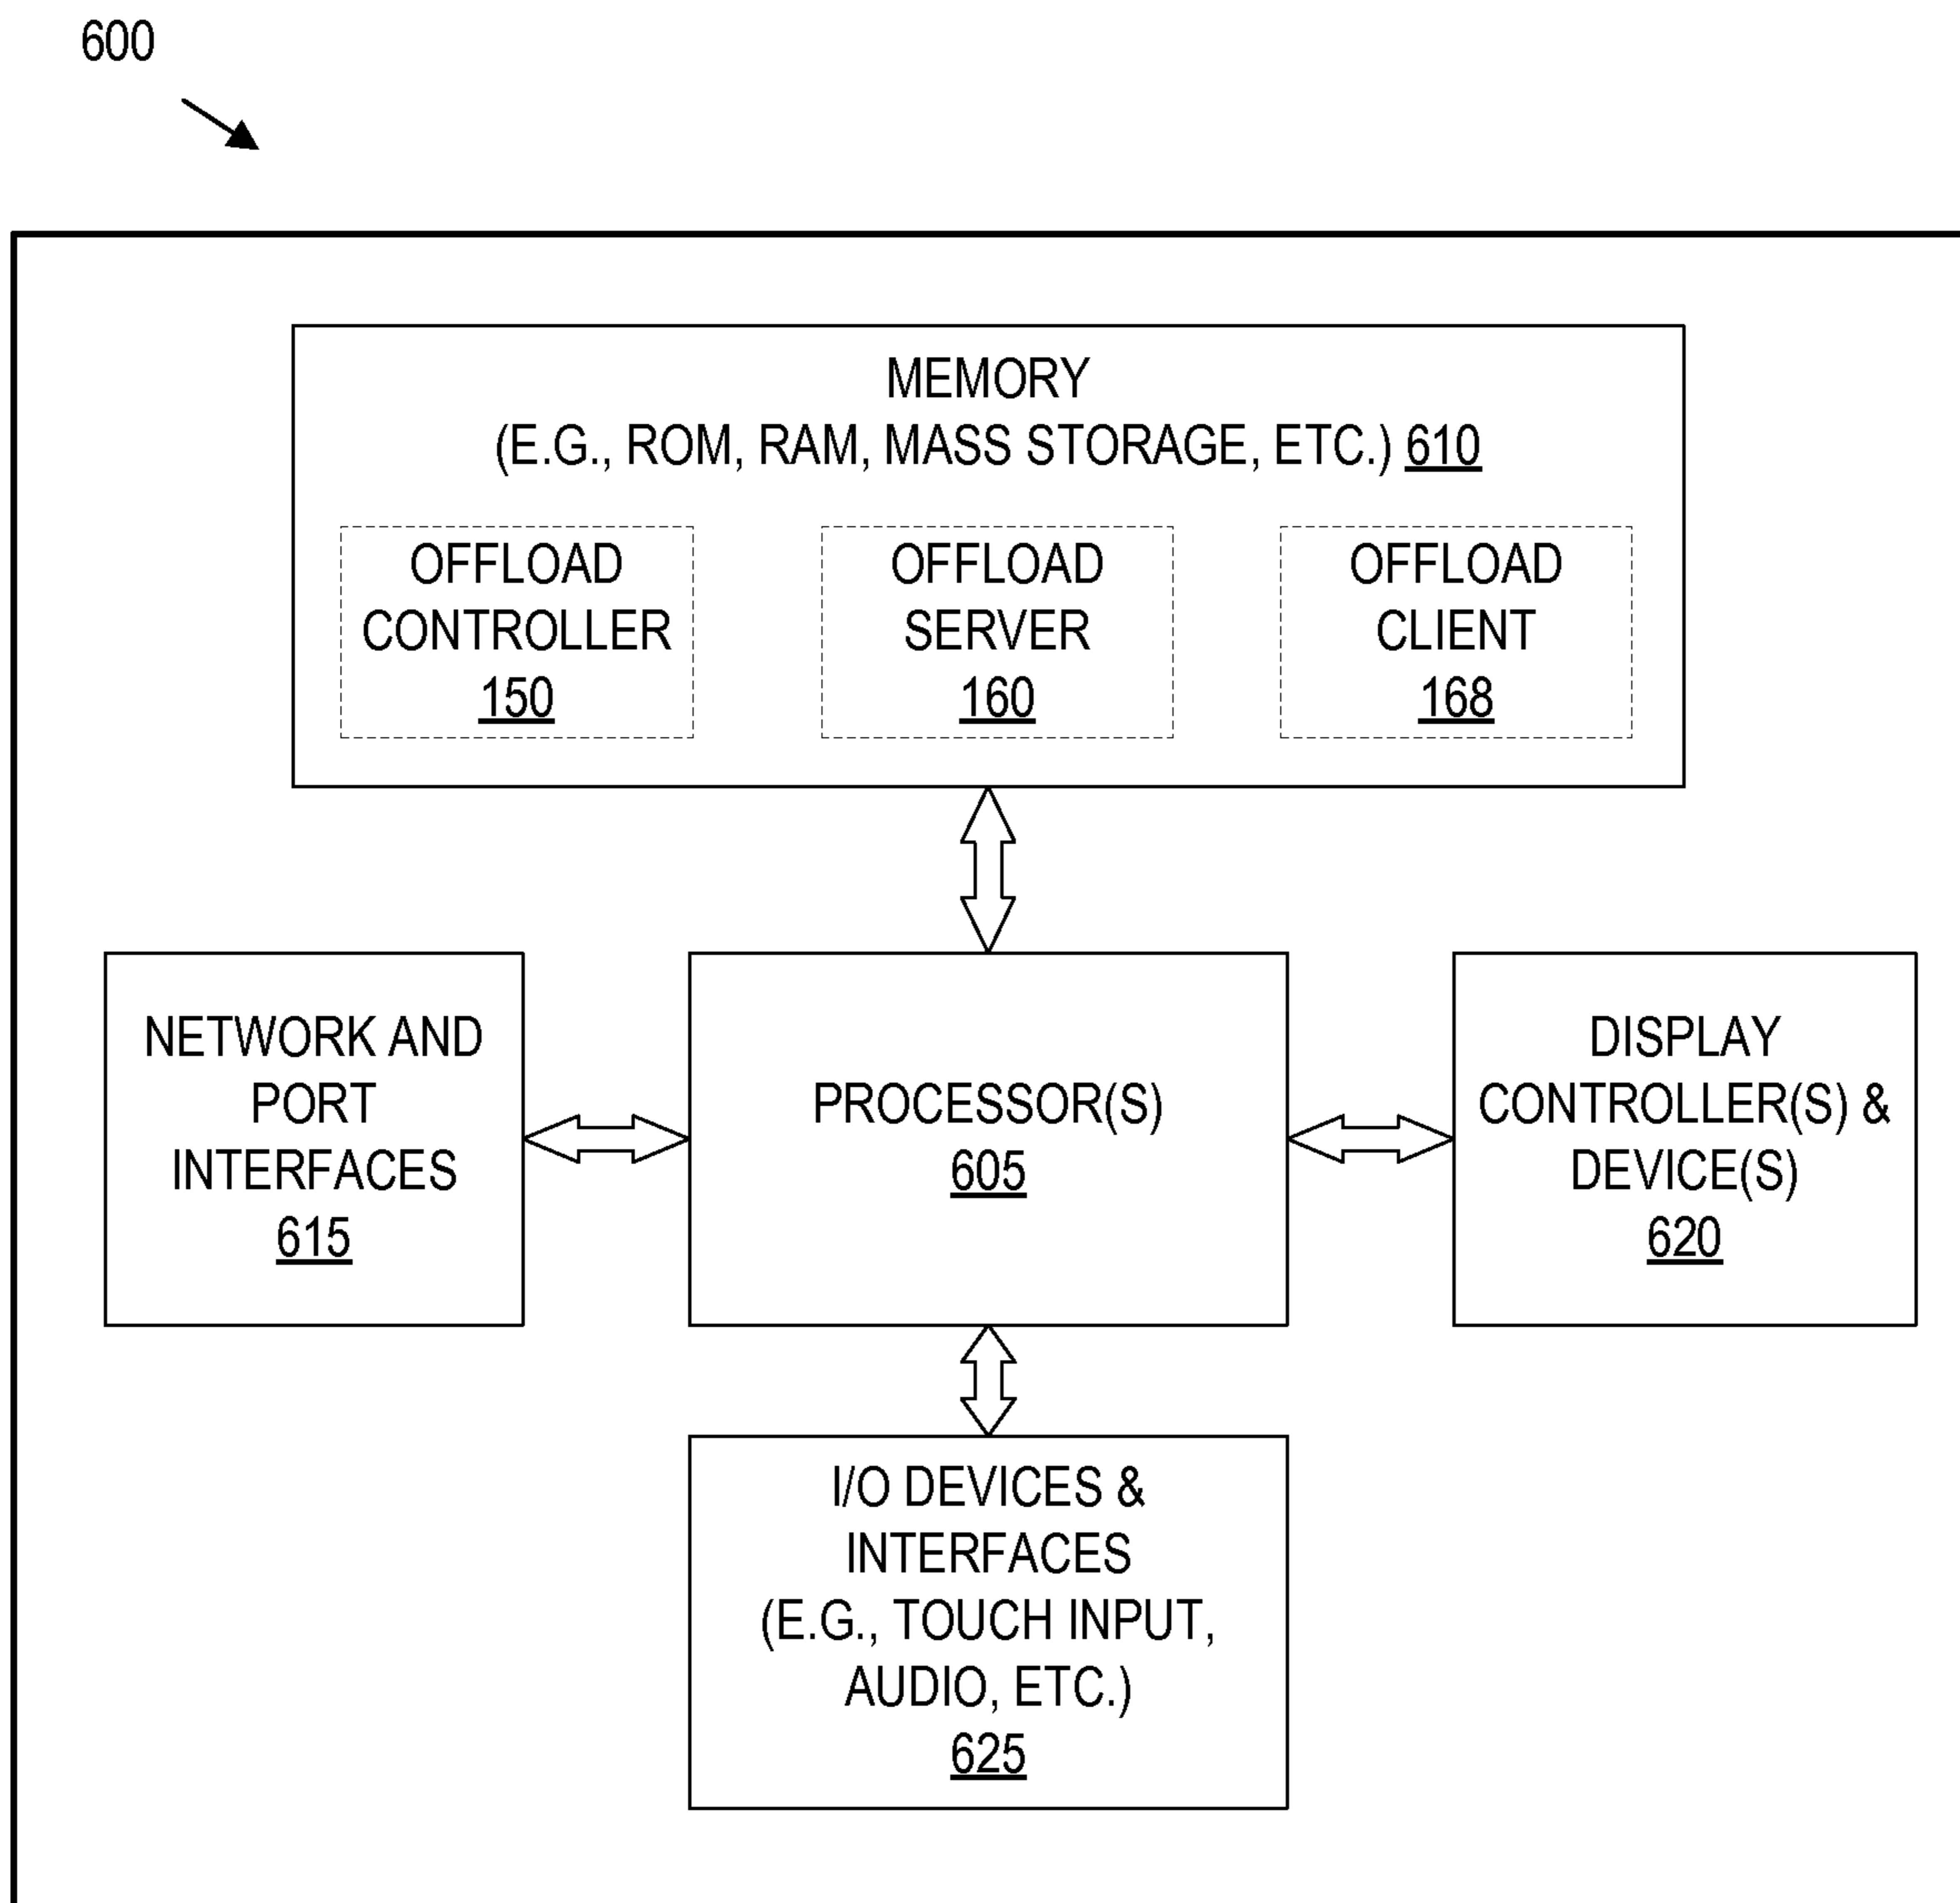 600
MEMORY
(E.G., ROM, RAM, MASS STORAGE, ETC.) 610
OFFLOAD
CONTROLLER
150
OFFLOAD
SERVER
160
OFFLOAD
CLIENT
168
NETWORK AND
PORT
INTERFACES
615
PROCESSOR(S)
605
DISPLAY
CONTROLLER(S) &
DEVICE(S)
620
I/O DEVICES &
INTERFACES
(E.G., TOUCH INPUT,
AUDIO, ETC.)
625